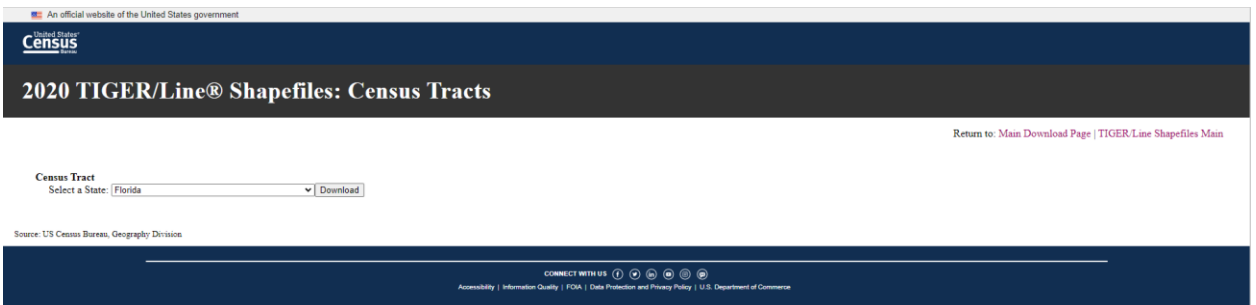 An official website of the United States government
United States®
Census
Bureau
2020 TIGER/Line® Shapefiles: Census Tracts
Return to: Main Download Page | TIGER/Line Shapefiles Main
Census Tract
Select a State: Florida Download
Source: US Census Bureau, Geography Division
CONNECT WITH US
Accessibility | Information Quality | FOIA | Data Protection and Privacy Policy | U.S. Department of Commerce